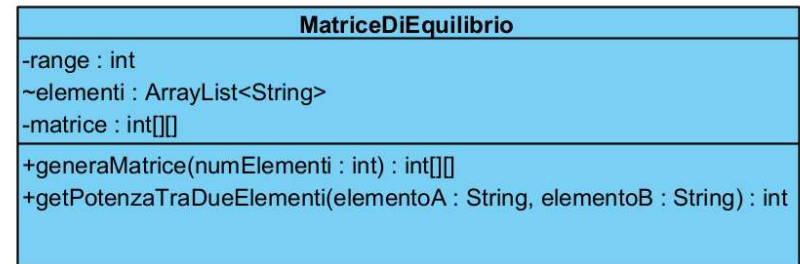 MatriceDiEquilibrio
-range : int
~elementi : ArrayList<String>
-matrice : int[][]
+generaMatrice(numElementi : int) : int[][]
+getPotenzaTraDueElementi(elementoA : String, elementoB : String) : int